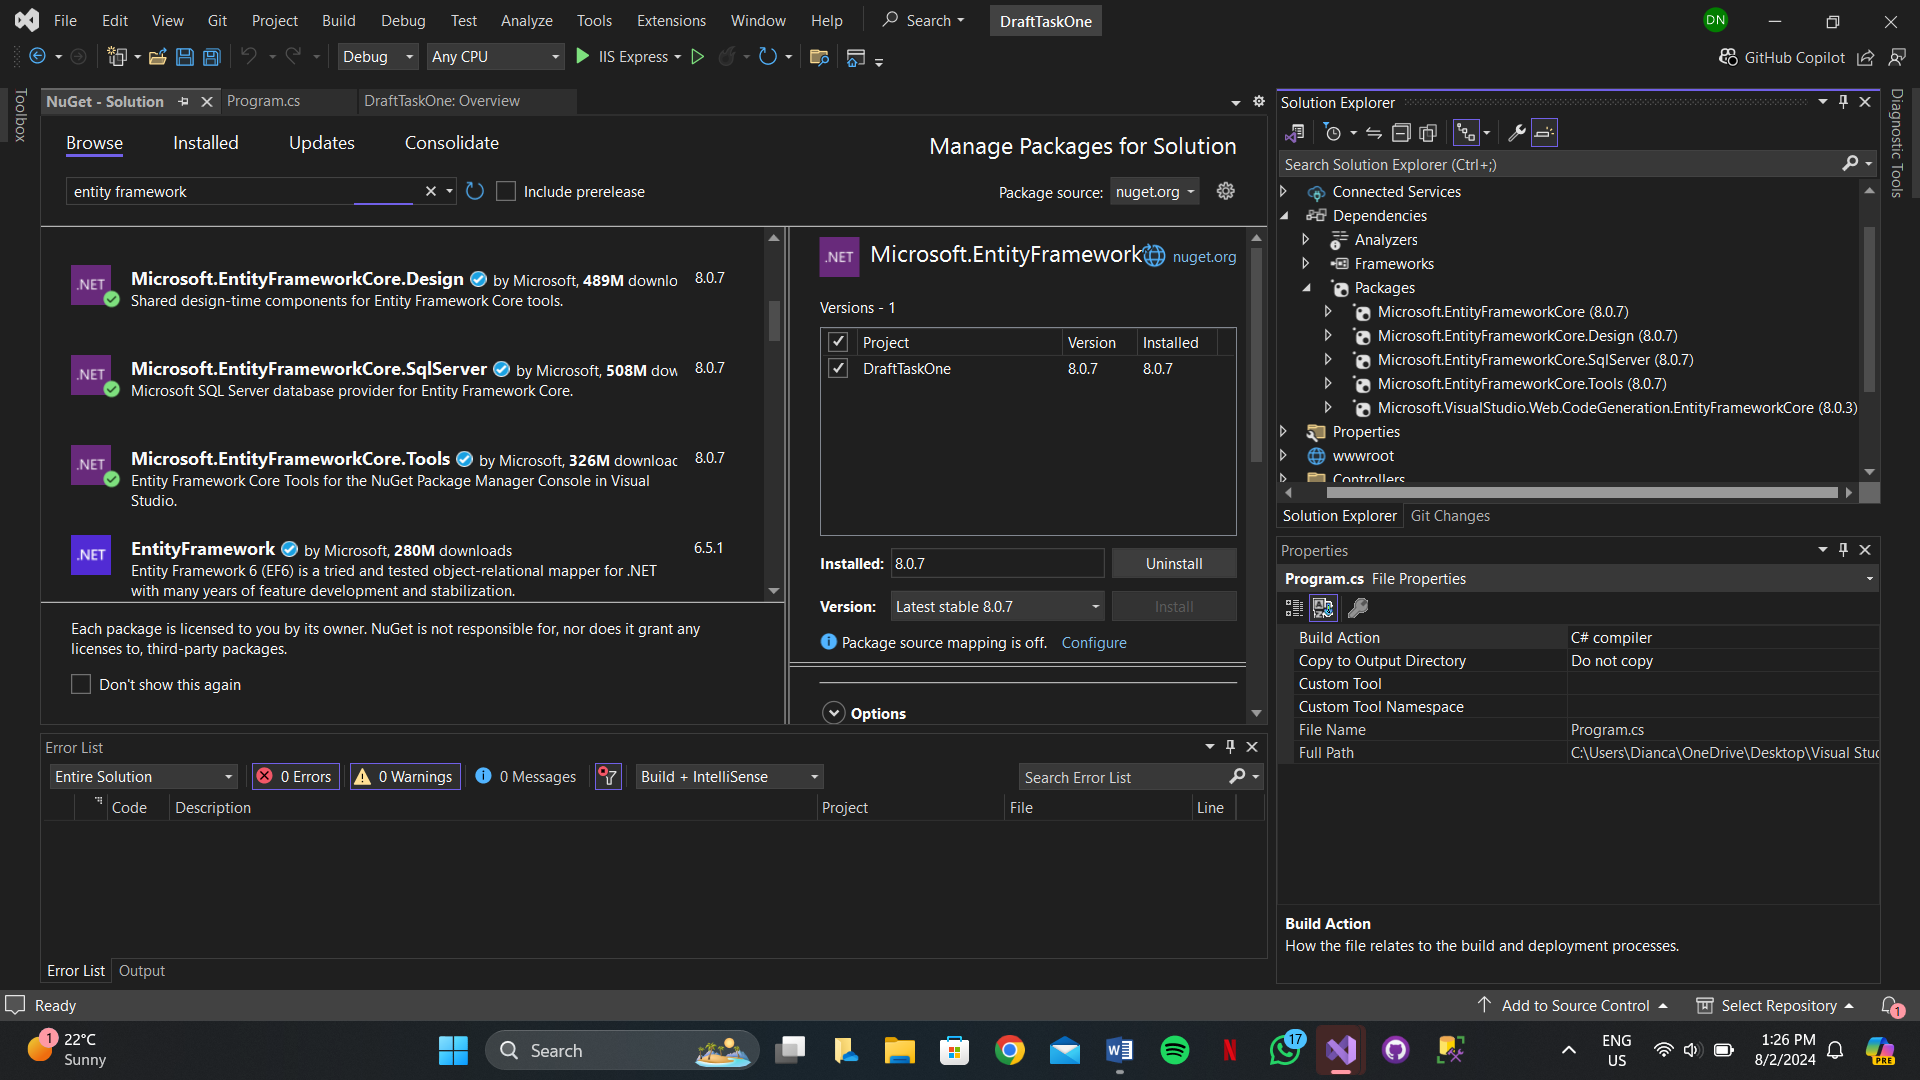 File Edit View Git Project Build Debug Test Analyze Tools Extensions Window Help Search DraftTaskOne DN
Debug Any CPU IIS Express GitHub Copilot
Toolbox
NuGet - Solution Program.cs DraftTaskOne: Overview
Browse Installed Updates Consolidate
Manage Packages for Solution
entity framework Include prerelease Package source: nuget.org
.NET Microsoft.EntityFrameworkCore.Design by Microsoft, 489M downlo 8.0.7
Shared design-time components for Entity Framework Core tools.
.NET Microsoft.EntityFrameworkCore.SqlServer by Microsoft, 508M dow 8.0.7
Microsoft SQL Server database provider for Entity Framework Core.
.NET Microsoft.EntityFrameworkCore.Tools by Microsoft, 326M downloac 8.0.7
Entity Framework Core Tools for the NuGet Package Manager Console in Visual
Studio.
.NET EntityFramework by Microsoft, 280M downloads 6.5.1
Entity Framework 6 (EF6) is a tried and tested object-relational mapper for .NET
with many years of feature development and stabilization.
Each package is licensed to you by its owner. NuGet is not responsible for, nor does it grant any
licenses to, third-party packages.
Don't show this again
.NET Microsoft.EntityFramework nuget.org
Versions - 1
Project Version Installed
DraftTaskOne 8.0.7 8.0.7
Installed: 8.0.7 Uninstall
Version: Latest stable 8.0.7 Install
Package source mapping is off. Configure
Options
Error List
Entire Solution 0 Errors 0 Warnings 0 Messages Build + IntelliSense Search Error List
Code Description Project File Line
Error List Output
Solution Explorer
Search Solution Explorer (Ctrl+;)
Connected Services
Dependencies
Analyzers
Frameworks
Packages
Microsoft.EntityFrameworkCore (8.0.7)
Microsoft.EntityFrameworkCore.Design (8.0.7)
Microsoft.EntityFrameworkCore.SqlServer (8.0.7)
Microsoft.EntityFrameworkCore.Tools (8.0.7)
Microsoft.VisualStudio.Web.CodeGeneration.EntityFrameworkCore (8.0.3)
Properties
wwwroot
Controllers
Solution Explorer Git Changes
Properties
Program.cs File Properties
Build Action C# compiler
Copy to Output Directory Do not copy
Custom Tool
Custom Tool Namespace
File Name Program.cs
Full Path C:\Users\Dianca\OneDrive\Desktop\Visual Stuc
Build Action
How the file relates to the build and deployment processes.
Diagnostic Tools
Ready Add to Source Control Select Repository 1
1 22°C
Sunny
Search
17
ENG
US
1:26 PM
8/2/2024
PRE